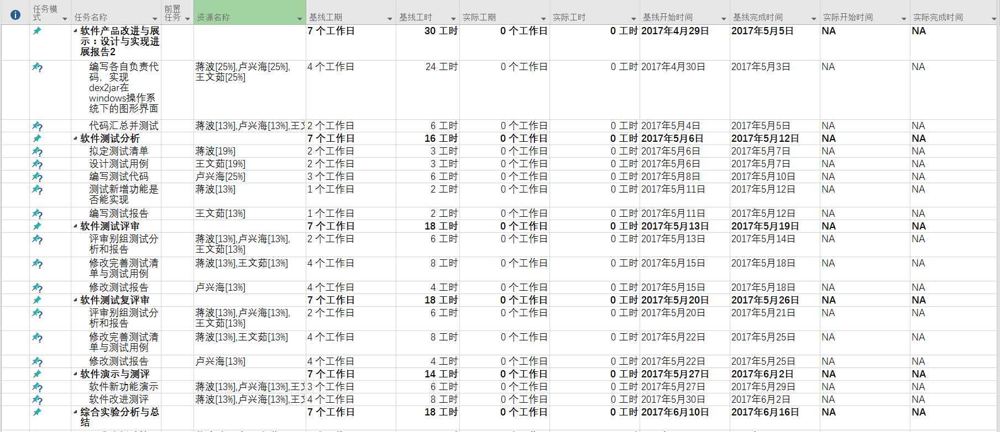 任务模式 任务名称 前置任务 资源名称 基线工期 基线工时 实际工期 实际工时 基线开始时间 基线完成时间 实际开始时间 实际完成时间
软件产品改进与展 7 个工作日 30 工时 0 个工作日 0 工时 2017年4月29日 2017年5月5日 NA NA
示：设计与实现进
展报告2
编写各自负责代 蒋波[25%],卢兴海[25%], 4 个工作日 24 工时 0 个工作日 0 工时 2017年4月30日 2017年5月3日 NA NA
码，实现 王文茹[25%]
dex2jar在
windows操作系
统下的图形界面
代码汇总并测试 蒋波[13%],卢兴海[13%],王 2 个工作日 6 工时 0 个工作日 0 工时 2017年5月4日 2017年5月5日 NA NA
软件测试分析 7 个工作日 16 工时 0 个工作日 0 工时 2017年5月6日 2017年5月12日 NA NA
拟定测试清单 蒋波[19%] 2 个工作日 3 工时 0 个工作日 0 工时 2017年5月6日 2017年5月7日 NA NA
设计测试用例 王文茹[19%] 2 个工作日 3 工时 0 个工作日 0 工时 2017年5月6日 2017年5月7日 NA NA
编写测试代码 卢兴海[25%] 3 个工作日 6 工时 0 个工作日 0 工时 2017年5月8日 2017年5月10日 NA NA
测试新增功能是 蒋波[13%] 1 个工作日 2 工时 0 个工作日 0 工时 2017年5月11日 2017年5月12日 NA NA
否能实现
编写测试报告 王文茹[13%] 1 个工作日 2 工时 0 个工作日 0 工时 2017年5月11日 2017年5月12日 NA NA
软件测试评审 7 个工作日 18 工时 0 个工作日 0 工时 2017年5月13日 2017年5月19日 NA NA
评审别组测试分 蒋波[13%],卢兴海[13%], 2 个工作日 6 工时 0 个工作日 0 工时 2017年5月13日 2017年5月14日 NA NA
析和报告 王文茹[13%]
修改完善测试清 蒋波[13%],王文茹[13%] 4 个工作日 8 工时 0 个工作日 0 工时 2017年5月15日 2017年5月18日 NA NA
单与测试用例
修改测试报告 卢兴海[13%] 4 个工作日 4 工时 0 个工作日 0 工时 2017年5月15日 2017年5月18日 NA NA
软件测试复评审 7 个工作日 18 工时 0 个工作日 0 工时 2017年5月20日 2017年5月26日 NA NA
评审别组测试分 蒋波[13%],卢兴海[13%], 2 个工作日 6 工时 0 个工作日 0 工时 2017年5月20日 2017年5月21日 NA NA
析和报告 王文茹[13%]
修改完善测试清 蒋波[13%],王文茹[13%] 4 个工作日 8 工时 0 个工作日 0 工时 2017年5月22日 2017年5月25日 NA NA
单与测试用例
修改测试报告 卢兴海[13%] 4 个工作日 4 工时 0 个工作日 0 工时 2017年5月22日 2017年5月25日 NA NA
软件演示与测评 7 个工作日 14 工时 0 个工作日 0 工时 2017年5月27日 2017年6月2日 NA NA
软件新功能演示 蒋波[13%],卢兴海[13%],王 3 个工作日 6 工时 0 个工作日 0 工时 2017年5月27日 2017年5月29日 NA NA
软件改进测评 蒋波[13%],卢兴海[13%],王 4 个工作日 8 工时 0 个工作日 0 工时 2017年5月30日 2017年6月2日 NA NA
综合实验分析与总 7 个工作日 18 工时 0 个工作日 0 工时 2017年6月10日 2017年6月16日 NA NA
结